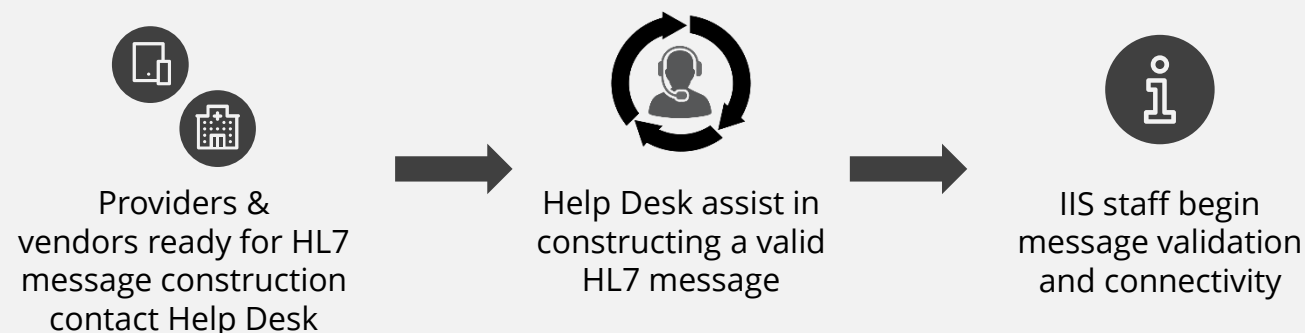 Providers &
vendors ready for HL7
message construction
contact Help Desk
Help Desk assist in
constructing a valid
HL7 message
IIS staff begin
message validation
and connectivity